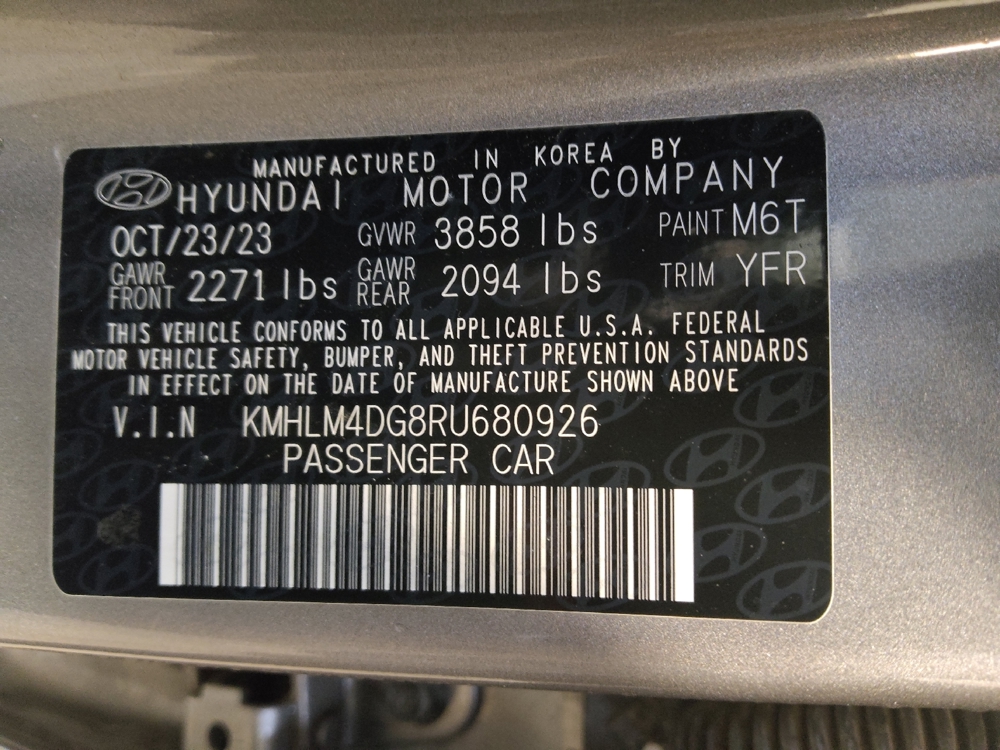 MANUFACTURED IN KOREA BY
HYUNDAI MOTOR COMPANY
OCT/23/23 GVWR 3858 lbs PAINT M6T
GAWR FRONT 2271 lbs GAWR REAR 2094 lbs TRIM YFR
THIS VEHICLE CONFORMS TO ALL APPLICABLE U.S.A. FEDERAL
MOTOR VEHICLE SAFETY, BUMPER, AND THEFT PREVENTION STANDARDS
IN EFFECT ON THE DATE OF MANUFACTURE SHOWN ABOVE
V.I.N KMHLM4DG8RU680926
PASSENGER CAR